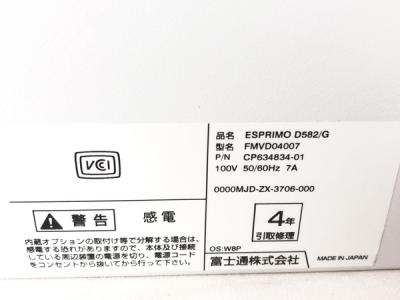 品名 ESPRIMO D582/G
型名 FMVD04007
P/N CP634834-01
100V 50/60Hz 7A
0000MJD-ZX-3706-000
VCCI
警告 感電
内蔵オプションの取付け等で分解する場合は、
感電する恐れがありますので、本体及び接続
している周辺装置の電源を切り、電源コード
をコンセントから抜いてから行って下さい。
4年
引取修理
OS:W8P
富士通株式会社 MADE IN JAPAN